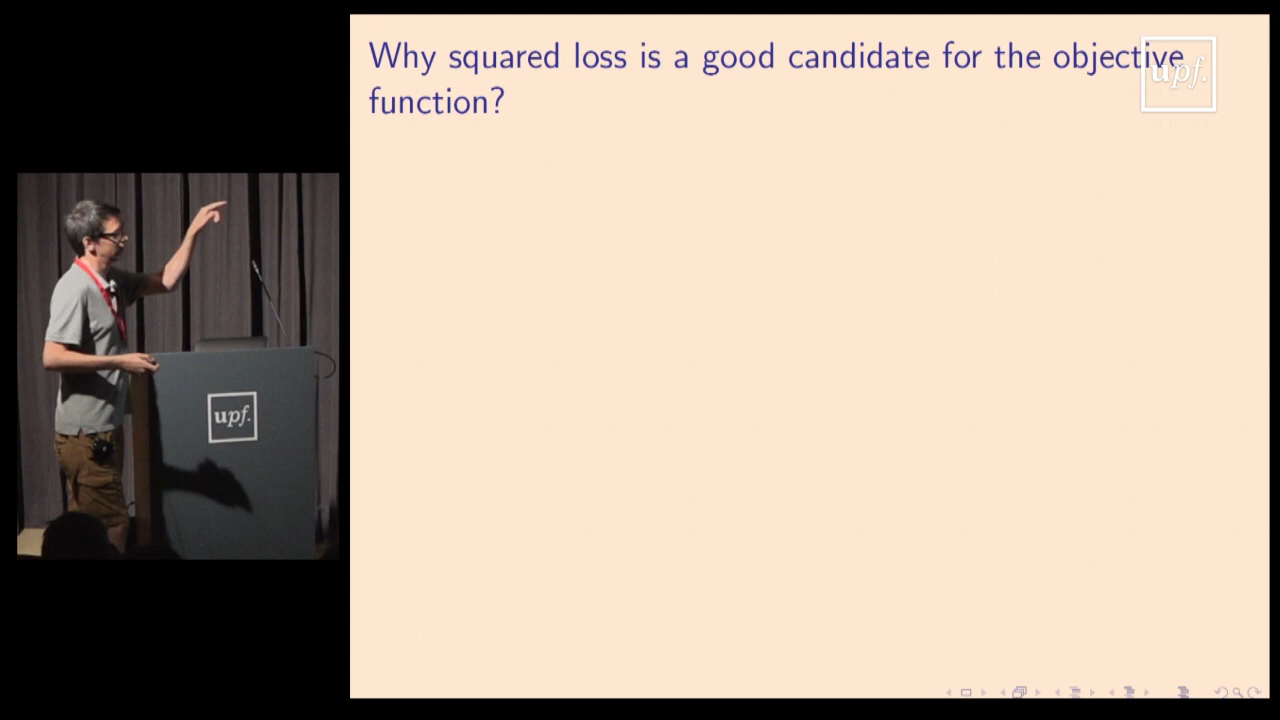 Why squared loss is a good candidate for the objective
function?
upf.
upf.